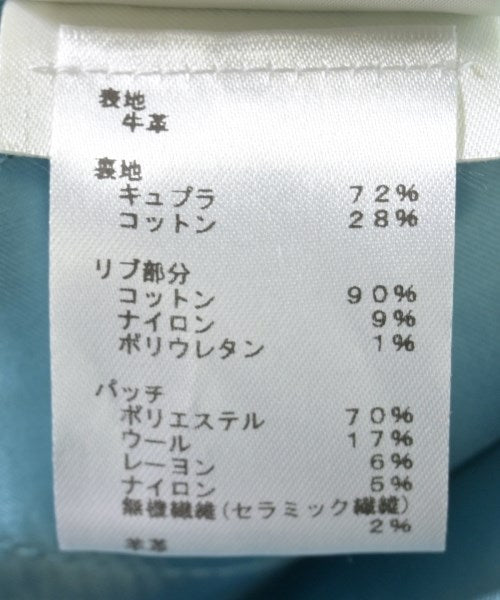 表地
牛革
裏地
キュプラ 72%
コットン 28%
リブ部分
コットン 90%
ナイロン 9%
ポリウレタン 1%
パッチ
ポリエステル 70%
ウール 17%
レーヨン 6%
ナイロン 5%
無機繊維(セラミック繊維)
2%
羊革